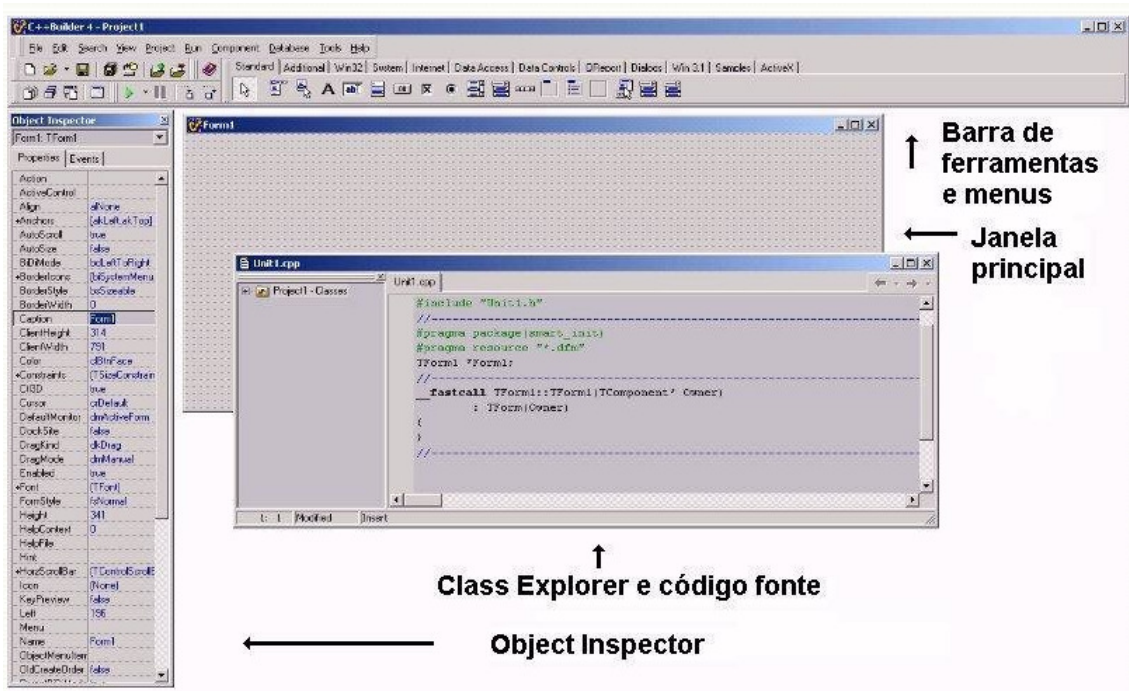 C++Builder 4 - Project1
File Edit Search View Project Run Component Database Tools Help
Standard Additional Win32 System Internet Data Access Data Controls QReport Dialogs Win 3.1 Samples ActiveX
Object Inspector
Form1: TForm1
Properties Events
Action
ActiveControl
Align alNone
+Anchors [akLeft,akTop]
AutoScroll true
AutoSize false
BiDiMode bdLeftToRight
+BorderIcons [biSystemMenu
BorderStyle bsSizeable
BorderWidth 0
Caption Form1
ClientHeight 314
ClientWidth 791
Color clBtnFace
+Constraints (TSizeConstrain
Ctl3D true
Cursor crDefault
DefaultMonitor dmActiveForm
DockSite false
DragKind dkDrag
DragMode dmManual
Enabled true
+Font (TFont)
FormStyle fsNormal
Height 341
HelpContext 0
HelpFile
Hint
+HorzScrollBar (TControlScrollB
Icon (None)
KeyPreview false
Left 196
Menu
Name Form1
ObjectMenuItem
OldCreateOrder false
Form1
Barra de
ferramentas
e menus
Janela
principal
Unit1.cpp
Project1 - Classes
Unit1.cpp
#include "Unit1.h"
//--------------------------------------------------
#pragma package(smart_init)
#pragma resource "*.dfm"
TForm1 *Form1;
//--------------------------------------------------
__fastcall TForm1::TForm1(TComponent* Owner)
: TForm(Owner)
{
}
//--------------------------------------------------
1: 1 Modified Insert
Class Explorer e código fonte
Object Inspector